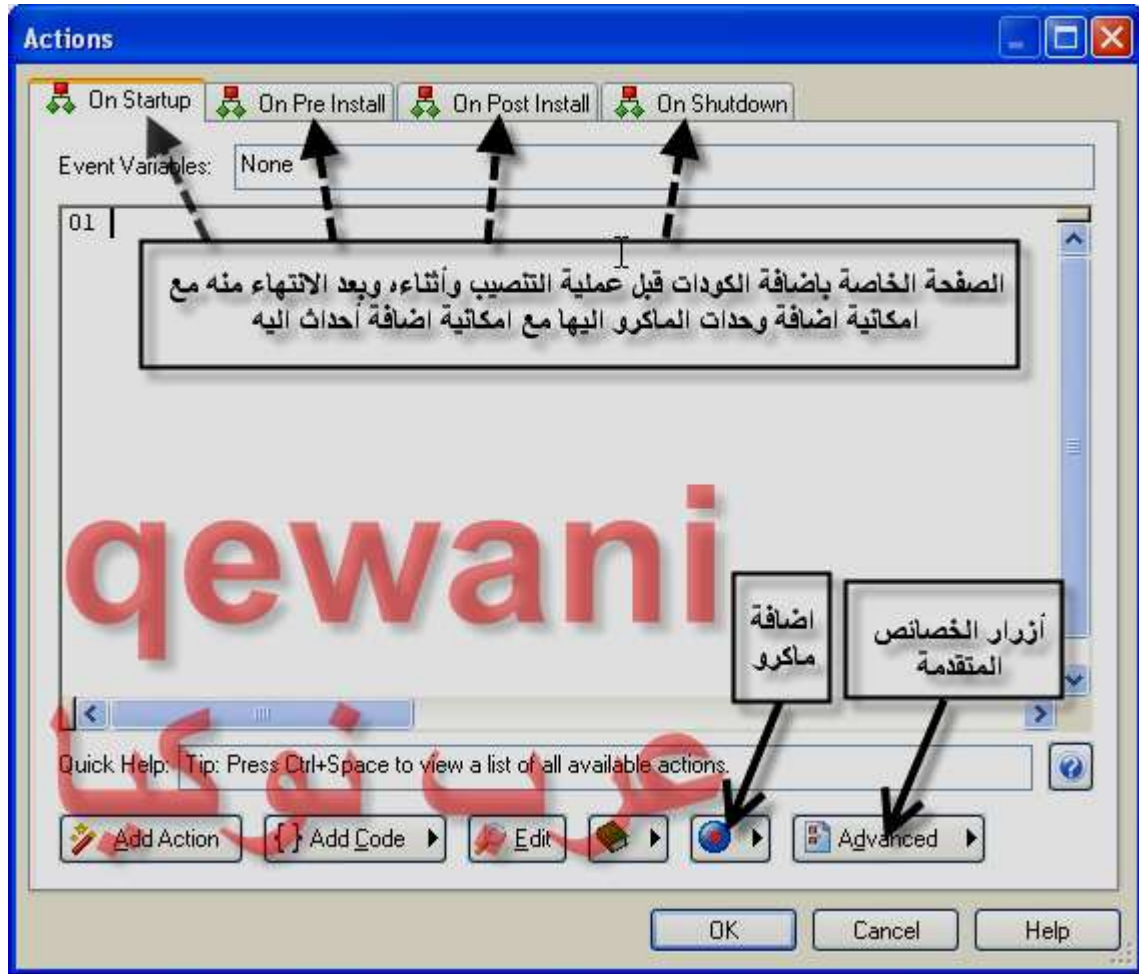 Actions
On Startup
On Pre Install
On Post Install
On Shutdown
Event Variables:
None
01
الصفحة الخاصة باضافة الكودات قبل عملية التنصيب وأثناءه وبعد الانتهاء منه مع
امكانية اضافة وحدات الماكرو اليها مع امكانية اضافة أحداث اليه
qewani
اضافة
ماكرو
أزرار الخصائص
المتقدمة
عرب نوكيا
Quick Help:
Tip: Press Ctrl+Space to view a list of all available actions.
Add Action
Add Code
Edit
Advanced
OK
Cancel
Help